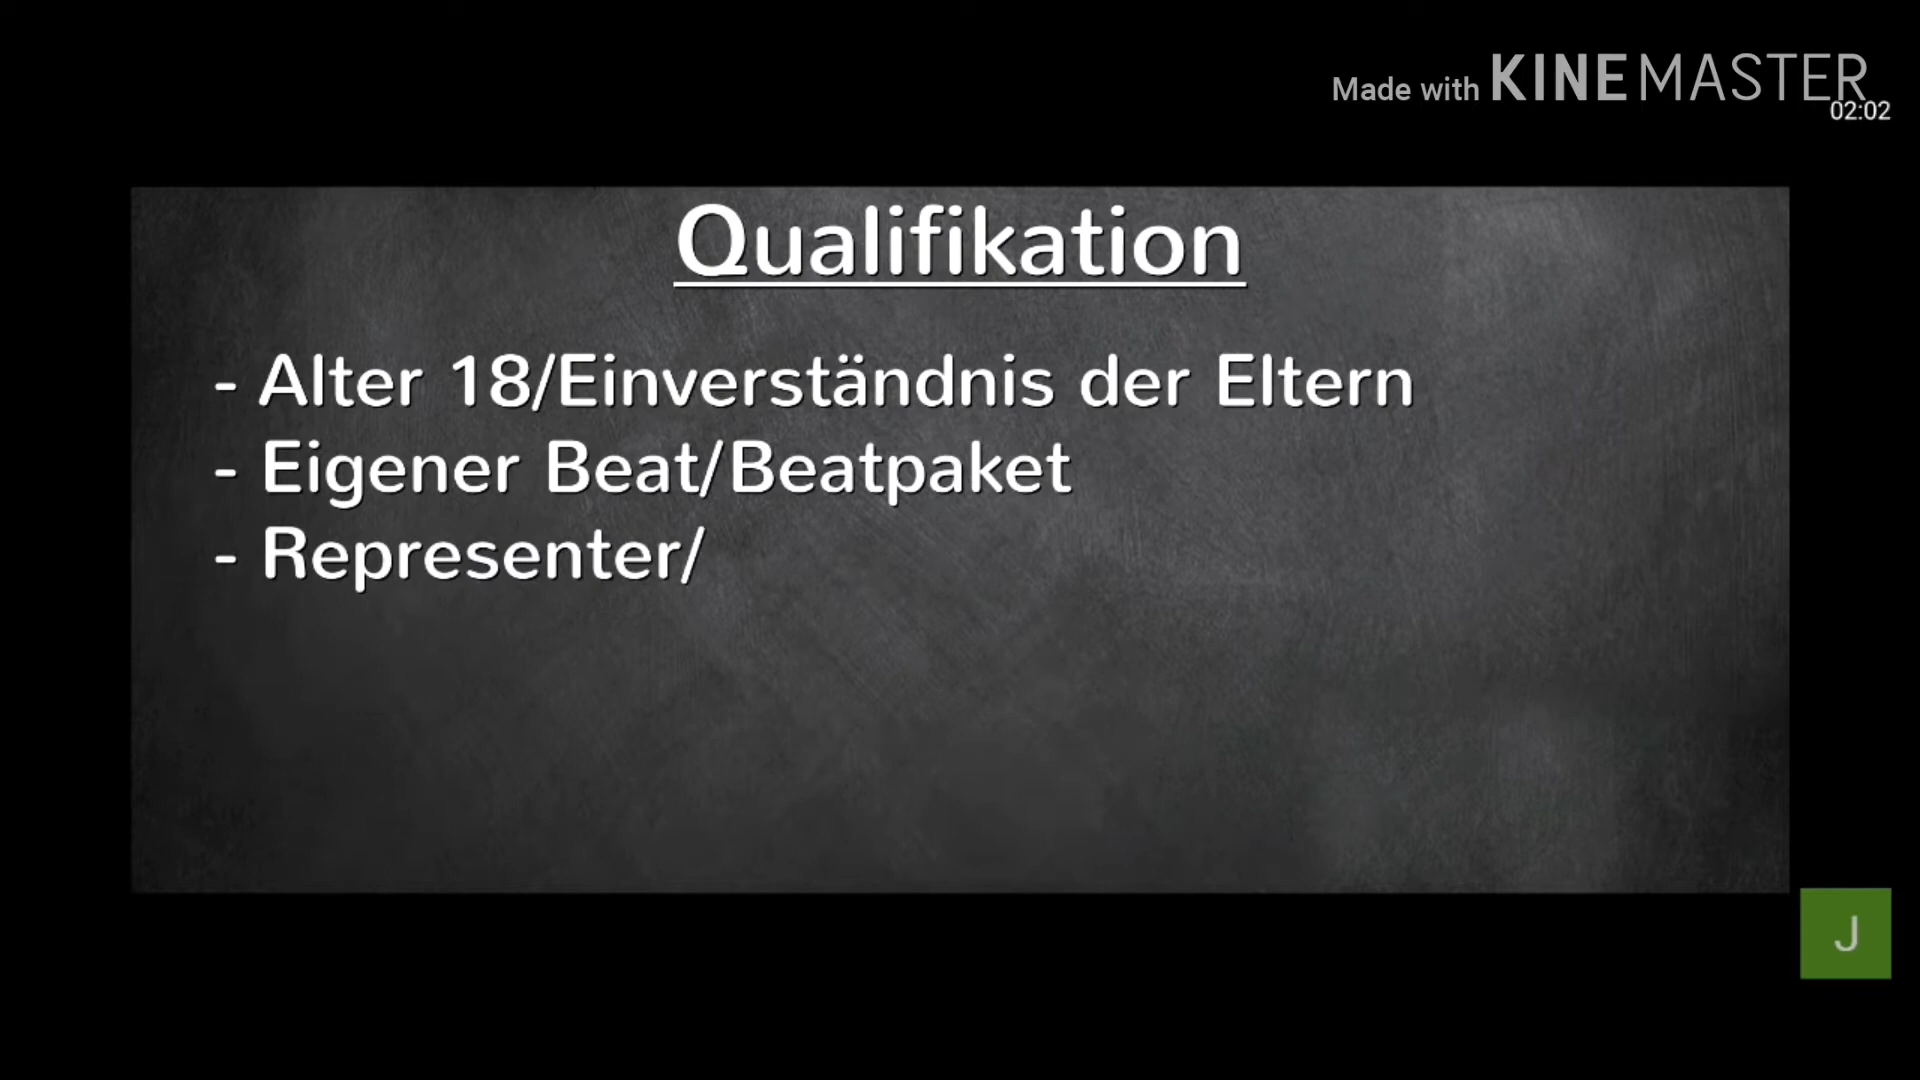 Made with KINEMASTER
02:02
Qualifikation
- Alter 18/Einverständnis der Eltern
- Eigener Beat/Beatpaket
- Representer/
J